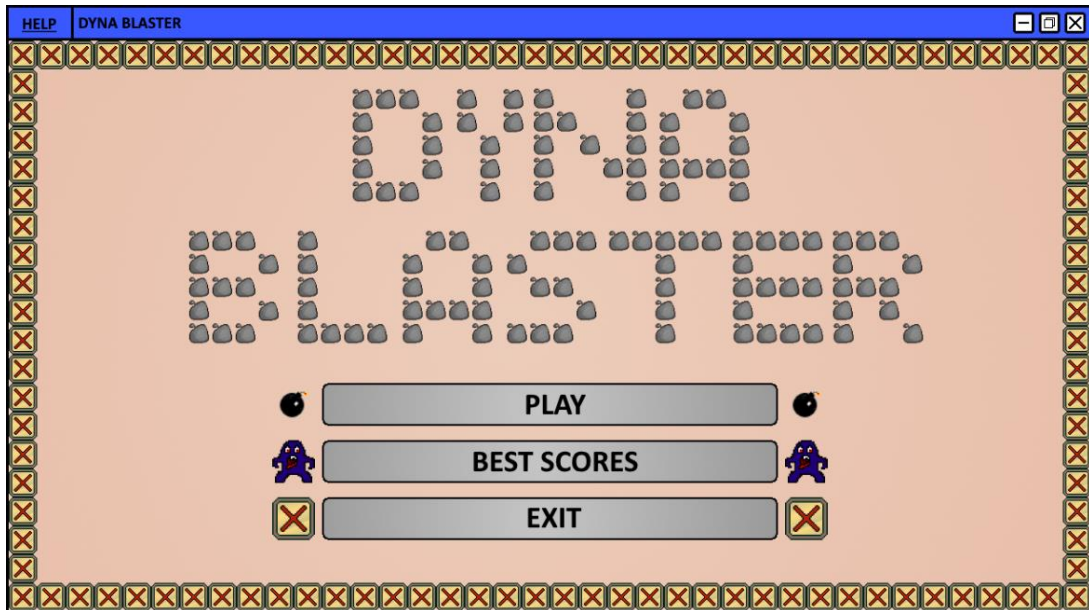 HELP DYNA BLASTER
DYNA
BLASTER
PLAY
BEST SCORES
EXIT